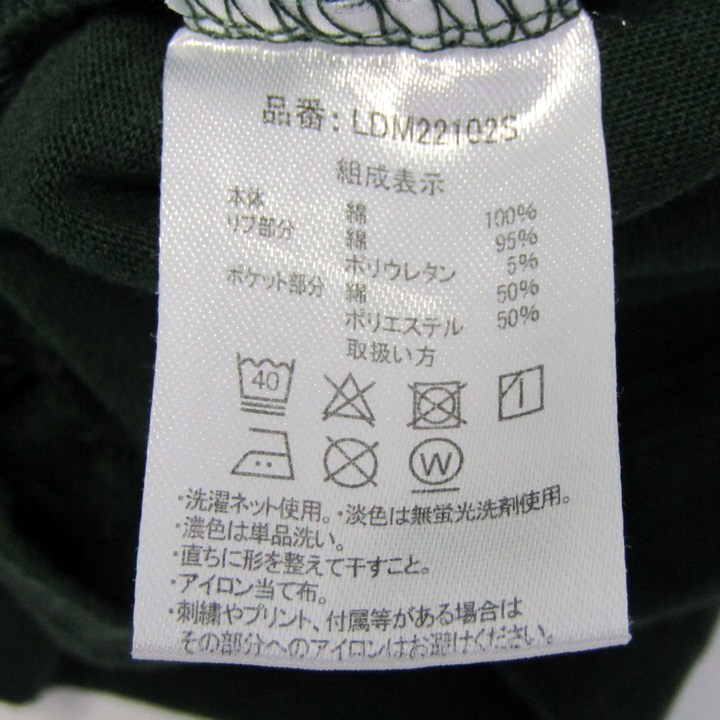 品番: LDM22102S
組成表示
本体 綿 100%
リブ部分 綿 95%
ポリウレタン 5%
ポケット部分 綿 50%
ポリエステル 50%
取扱い方
40
W
・洗濯ネット使用。・淡色は無蛍光洗剤使用。
・濃色は単品洗い。
・直ちに形を整えて干すこと。
・アイロン当て布。
・刺繍やプリント、付属等がある場合は
その部分へのアイロンはお避けください。